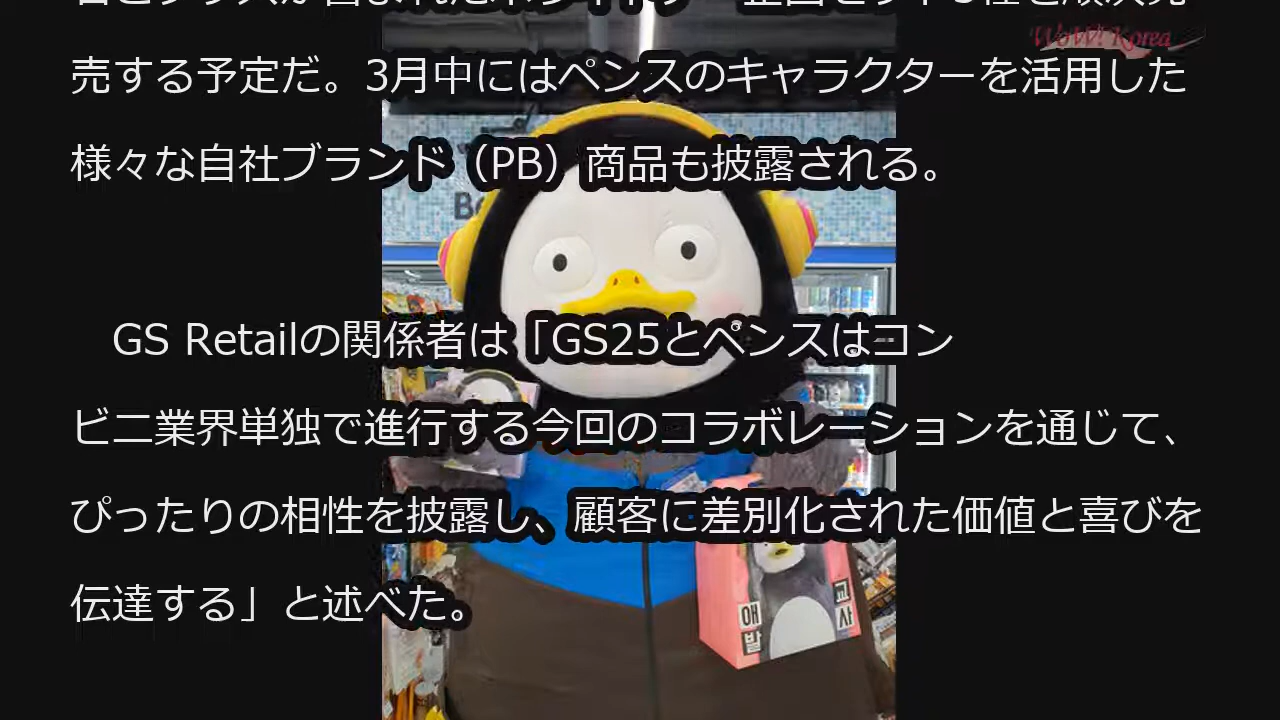 WoW! Korea
売する予定だ。3月中にはペンスのキャラクターを活用した
様々な自社ブランド（PB）商品も披露される。
GS Retailの関係者は「GS25とペンスはコン
ビニ業界単独で進行する今回のコラボレーションを通じて、
ぴったりの相性を披露し、顧客に差別化された価値と喜びを
伝達する」と述べた。
애 교
발 사